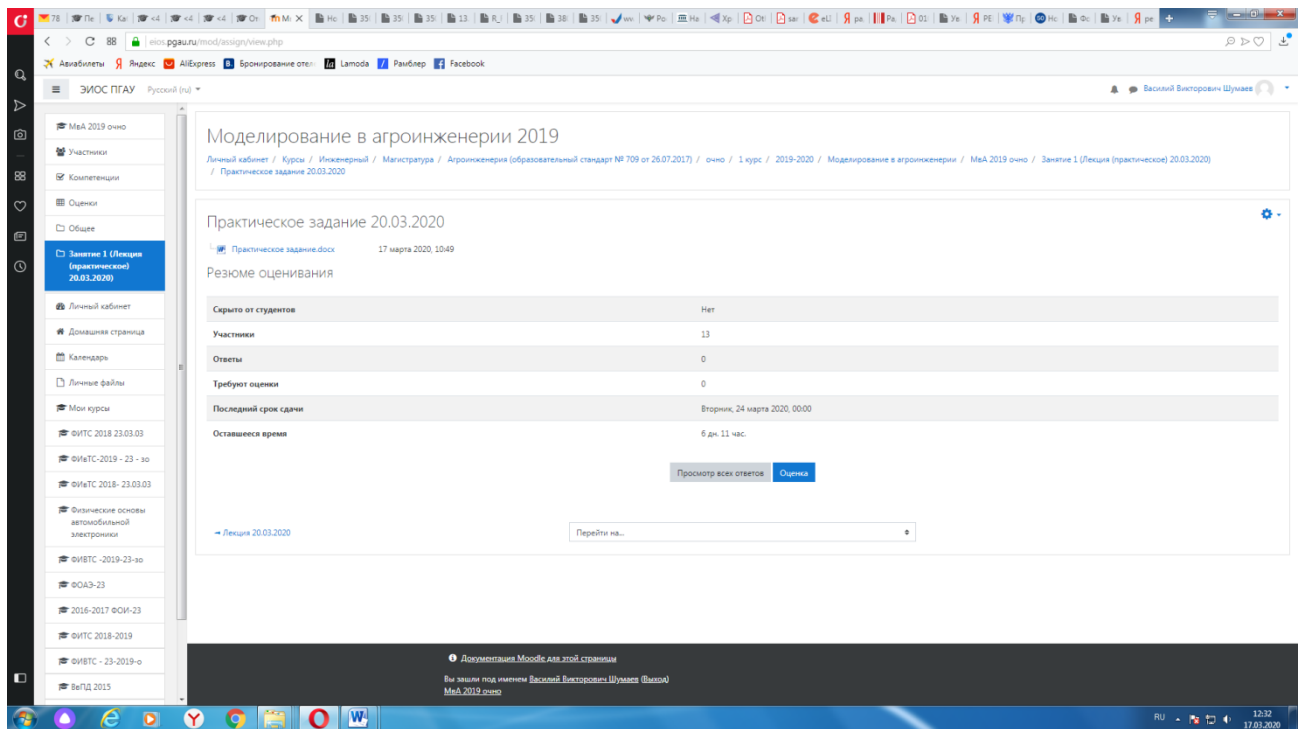 eios.pgau.ru/mod/assign/view.php
Авиабилеты Яндекс AliExpress Бронирование отел Lamoda Рамблер Facebook
ЭИОС ПГАУ Русский (ru) Василий Викторович Шумаев
МвА 2019 очно
Участники
Компетенции
Оценки
Общее
Занятие 1 (Лекция
(практическое)
20.03.2020)
Личный кабинет
Домашняя страница
Календарь
Личные файлы
Мои курсы
ФИТС 2018 23.03.03
ФИвТС-2019 - 23 - зо
ФИвТС 2018- 23.03.03
Физические основы
автомобильной
электроники
ФИВТС -2019-23-зо
ФОАЭ-23
2016-2017 ФОИ-23
ФИТС 2018-2019
ФИВТС - 23-2019-о
ВеПД 2015
Моделирование в агроинженерии 2019
Личный кабинет / Курсы / Инженерный / Магистратура / Агроинженерия (образовательный стандарт № 709 от 26.07.2017) / очно / 1 курс / 2019-2020 / Моделирование в агроинженерии / МвА 2019 очно / Занятие 1 (Лекция (практическое) 20.03.2020)
/ Практическое задание 20.03.2020
Практическое задание 20.03.2020
Практическое задание.docx 17 марта 2020, 10:49
Резюме оценивания
Скрыто от студентов Нет
Участники 13
Ответы 0
Требуют оценки 0
Последний срок сдачи Вторник, 24 марта 2020, 00:00
Оставшееся время 6 дн. 11 час.
Просмотр всех ответов Оценка
→ Лекция 20.03.2020 Перейти на...
Документация Moodle для этой страницы
Вы зашли под именем Василий Викторович Шумаев (Выход)
МвА 2019 очно
RU 12:32
17.03.2020